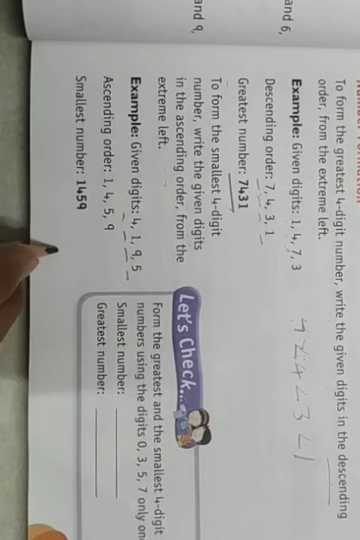 and 6,
and 9,
To form the greatest 4-digit number, write the given digits in the descending
order, from the extreme left.
Example: Given digits: 1, 4, 7, 3
Descending order: 7, 4, 3, 1
Greatest number: 7431
To form the smallest 4-digit
number, write the given digits
in the ascending order, from the
extreme left.
Example: Given digits: 4, 1, 9, 5
Ascending order: 1, 4, 5, 9
Smallest number: 1459
Let's Check...
Form the greatest and the smallest 4-digit
numbers using the digits 0, 3, 5, 7 only
Smallest number:
Greatest number: